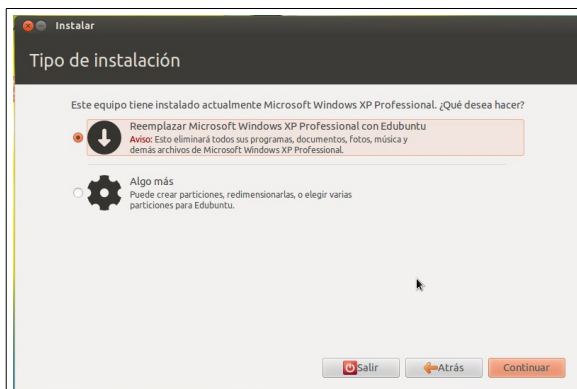 Instalar
Tipo de instalación
Este equipo tiene instalado actualmente Microsoft Windows XP Professional. ¿Qué desea hacer?
Reemplazar Microsoft Windows XP Professional con Edubuntu
Aviso: Esto eliminará todos sus programas, documentos, fotos, música y
demás archivos de Microsoft Windows XP Professional.
Algo más
Puede crear particiones, redimensionarlas, o elegir varias
particiones para Edubuntu.
Salir Atrás Continuar